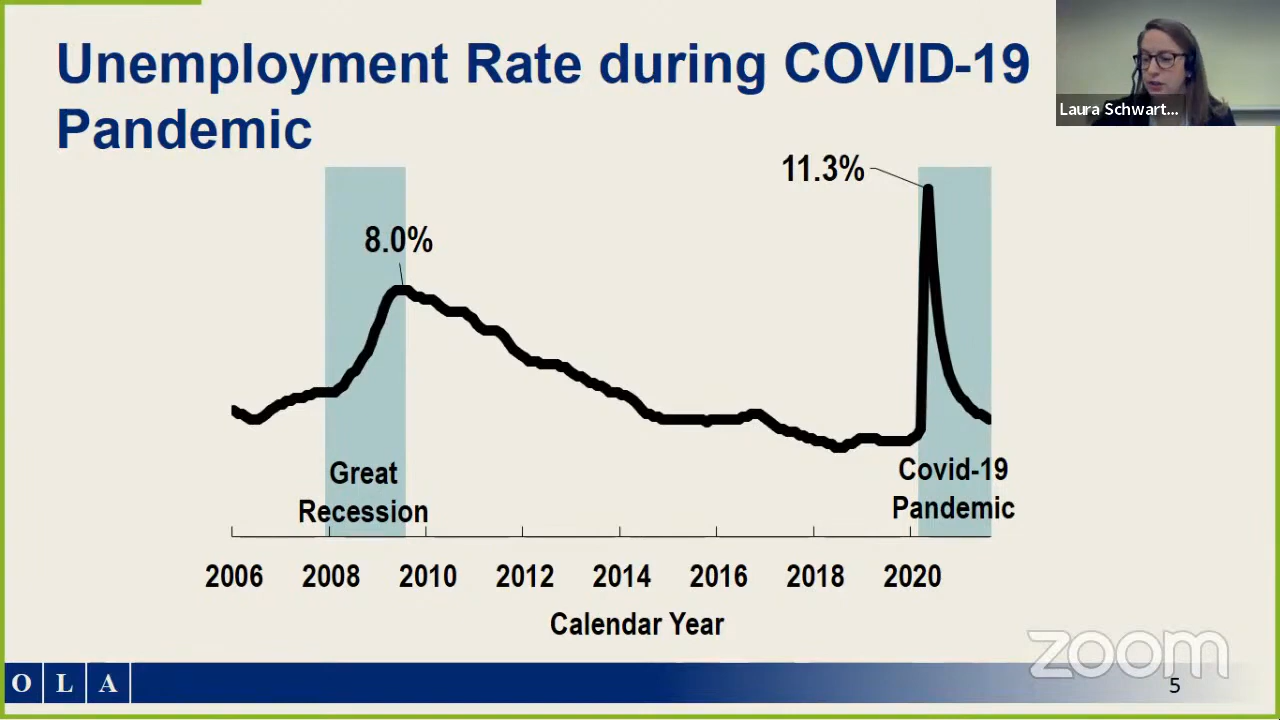 Unemployment Rate during COVID-19
Pandemic
Laura Schwart...
11.3%
8.0%
Great
Recession
Covid-19
Pandemic
2006 2008 2010 2012 2014 2016 2018 2020
Calendar Year
zoom
O L A
5